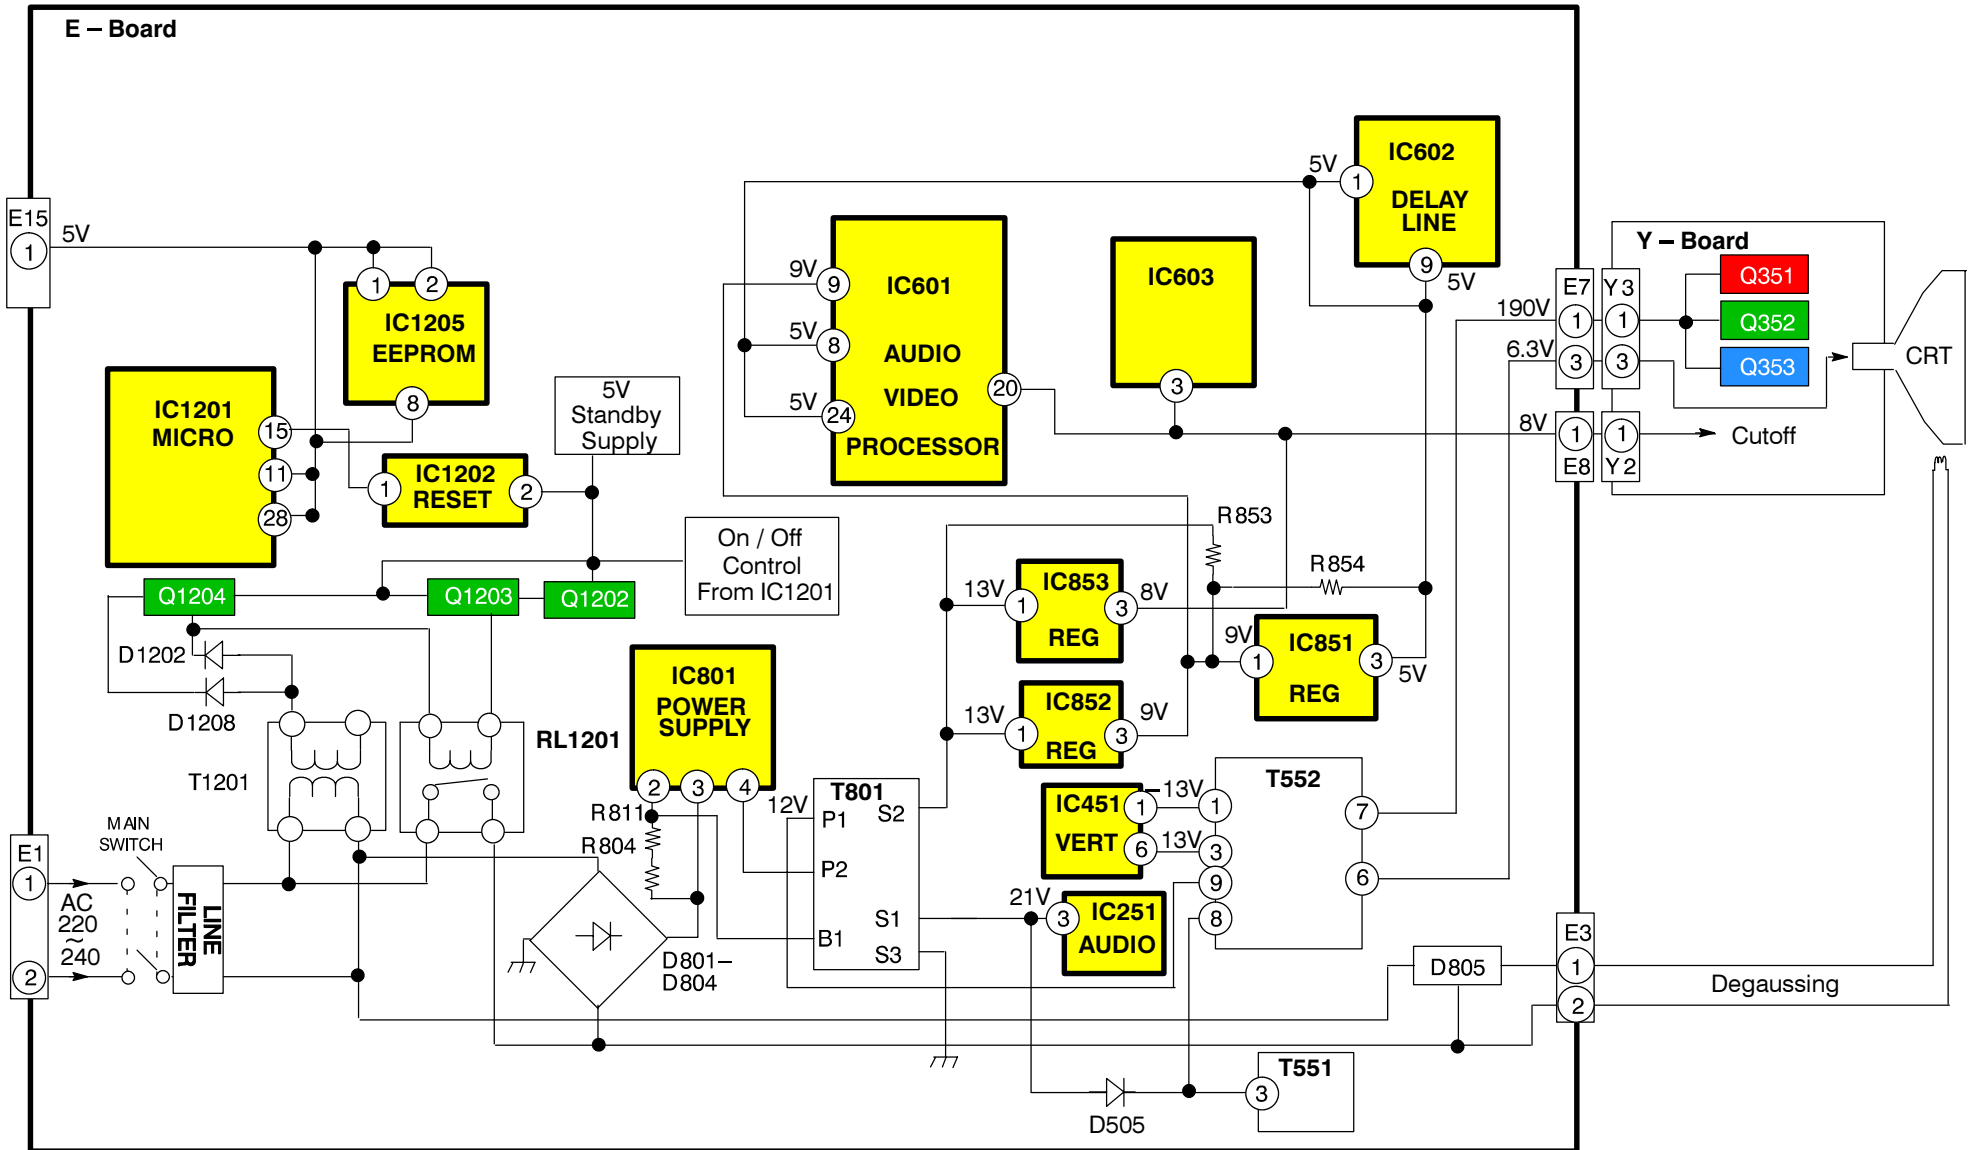 E – Board
E15
1
5V
1
2
IC1205
EEPROM
8
IC1201
MICRO
15
11
28
IC1202
RESET
1
2
5V
Standby
Supply
On / Off
Control
From IC1201
Q1204
Q1203
Q1202
D1202
D1208
T1201
RL1201
E1
1
2
AC
220
~
240
MAIN
SWITCH
LINE
FILTER
IC801
POWER
SUPPLY
2
3
4
R811
R804
D801–
D804
12V
T801
P1
P2
B1
S2
S1
S3
IC601
AUDIO
VIDEO
PROCESSOR
9V
9
5V
8
5V
24
20
IC603
3
IC602
DELAY
LINE
5V
1
9
5V
R853
R854
13V
1
IC853
REG
3
8V
13V
1
IC852
REG
3
9V
9V
1
IC851
REG
3
5V
IC451
VERT
1
–13V
1
6
13V
3
9
8
T552
7
6
21V
3
IC251
AUDIO
D505
T551
3
D805
190V
6.3V
8V
E7
1
3
1
E8
Y3
1
3
1
Y2
Y – Board
Q351
Q352
Q353
CRT
Cutoff
E3
1
2
Degaussing